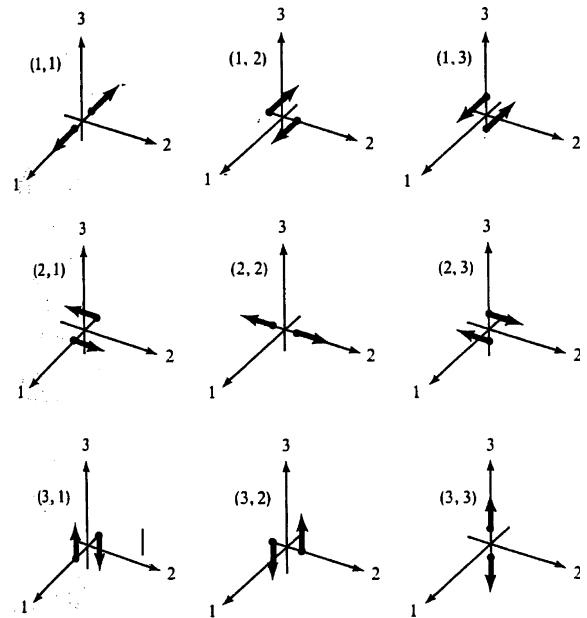 3 3 3
(1, 1) (1, 2) (1, 3)
2 2 2
1 1 1
3 3 3
(2, 1) (2, 2) (2, 3)
2 2 2
1 1 1
3 3 3
(3, 1) (3, 2) (3, 3)
2 2 2
1 1 1